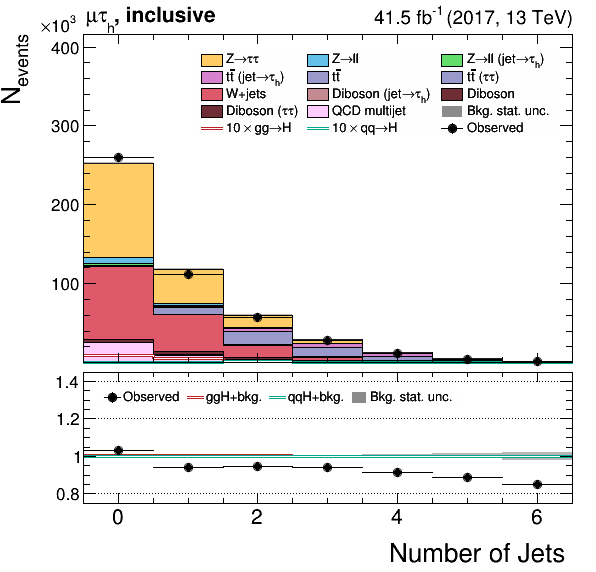 ×10³ μτₕ, inclusive 41.5 fb⁻¹ (2017, 13 TeV)
N_events
400
300
200
100
Z→ττ Z→ll Z→ll (jet→τₕ)
tt̄ (jet→τₕ) tt̄ tt̄ (ττ)
W+jets Diboson (jet→τₕ) Diboson
Diboson (ττ) QCD multijet Bkg. stat. unc.
10 × gg→H 10 × qq→H Observed
1.4
1.2
1
0.8
Observed ggH+bkg. qqH+bkg. Bkg. stat. unc.
0 2 4 6
Number of Jets